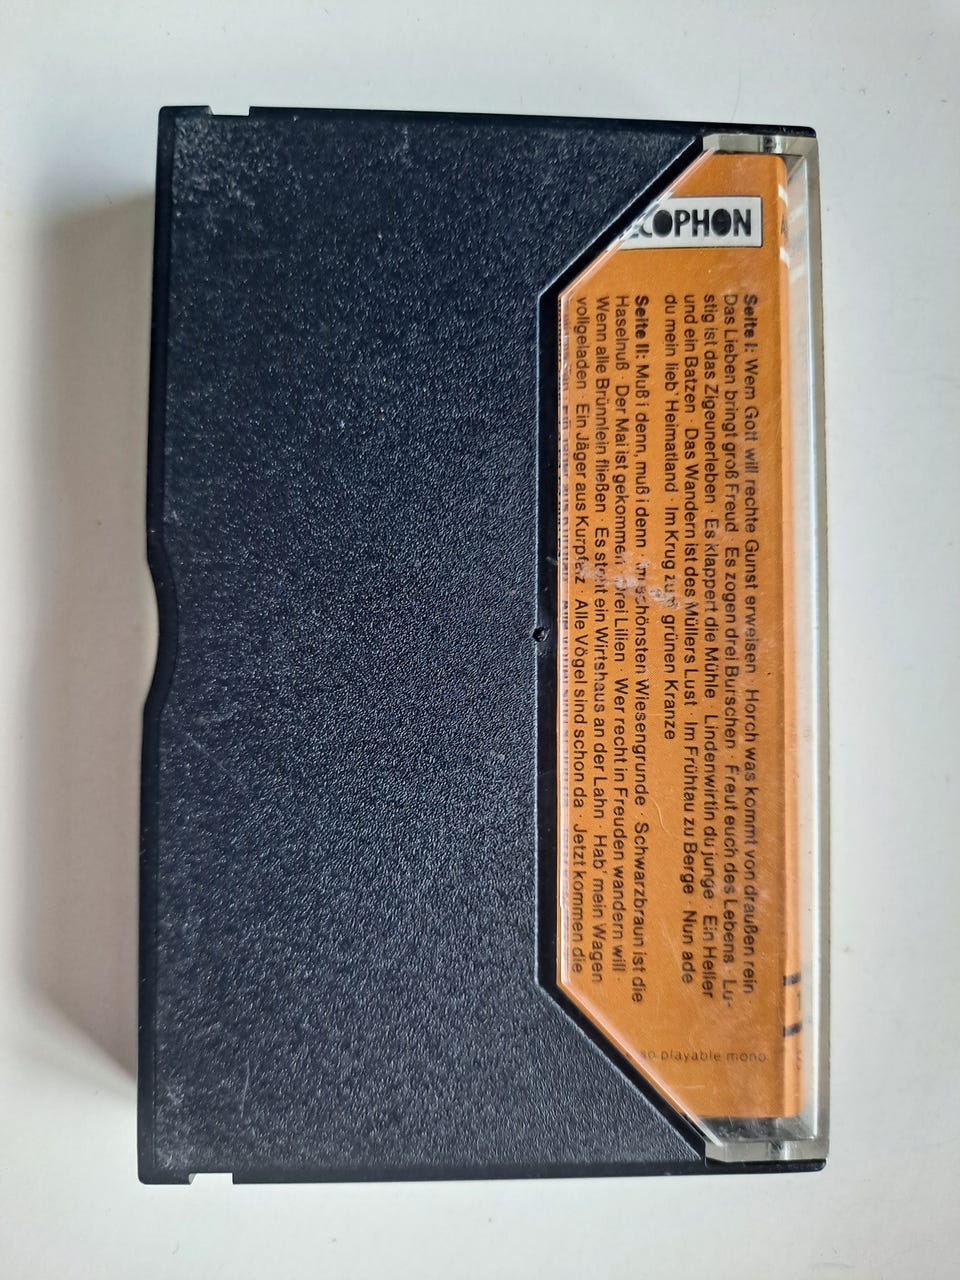 COPHON
Seite I: Wem Gott will rechte Gunst erweisen · Horch was kommt von draußen rein
Das Lieben bringt groß Freud · Es zogen drei Burschen · Freut euch des Lebens · Lu-
stig ist das Zigeunerleben · Es klappert die Mühle · Lindenwirtin du junge · Ein Heller
und ein Batzen · Das Wandern ist des Müllers Lust · Im Frühtau zu Berge · Nun ade
du mein lieb' Heimatland · Im Krug zum grünen Kranze
Seite II: Muß i denn, muß i denn · Im schönsten Wiesengrunde · Schwarzbraun ist die
Haselnuß · Der Mai ist gekommen · Drei Lilien · Wer recht in Freuden wandern will ·
Wenn alle Brünnlein fließen · Es steht ein Wirtshaus an der Lahn · Hab' mein Wagen
vollgeladen · Ein Jäger aus Kurpfalz · Alle Vögel sind schon da · Jetzt kommen die
so playable mono